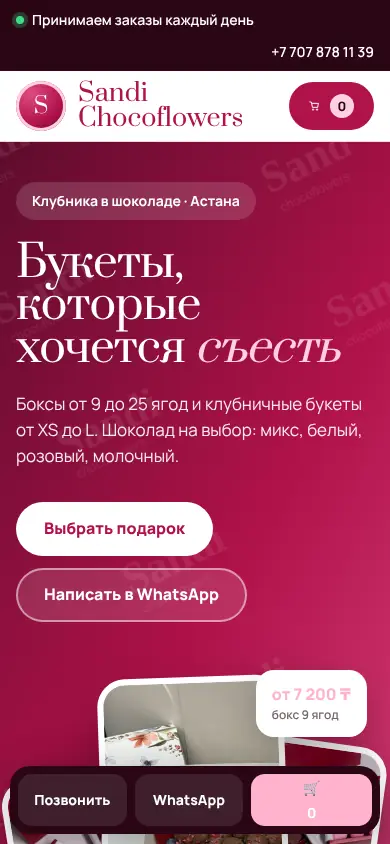 Принимаем заказы каждый день
+7 707 878 11 39
S
Sandi
Chocoflowers
0
Клубника в шоколаде · Астана
Букеты,
которые
хочется съесть
Боксы от 9 до 25 ягод и клубничные букеты
от XS до L. Шоколад на выбор: микс, белый,
розовый, молочный.
Выбрать подарок
Написать в WhatsApp
от 7 200 ₸
бокс 9 ягод
Позвонить
WhatsApp
0